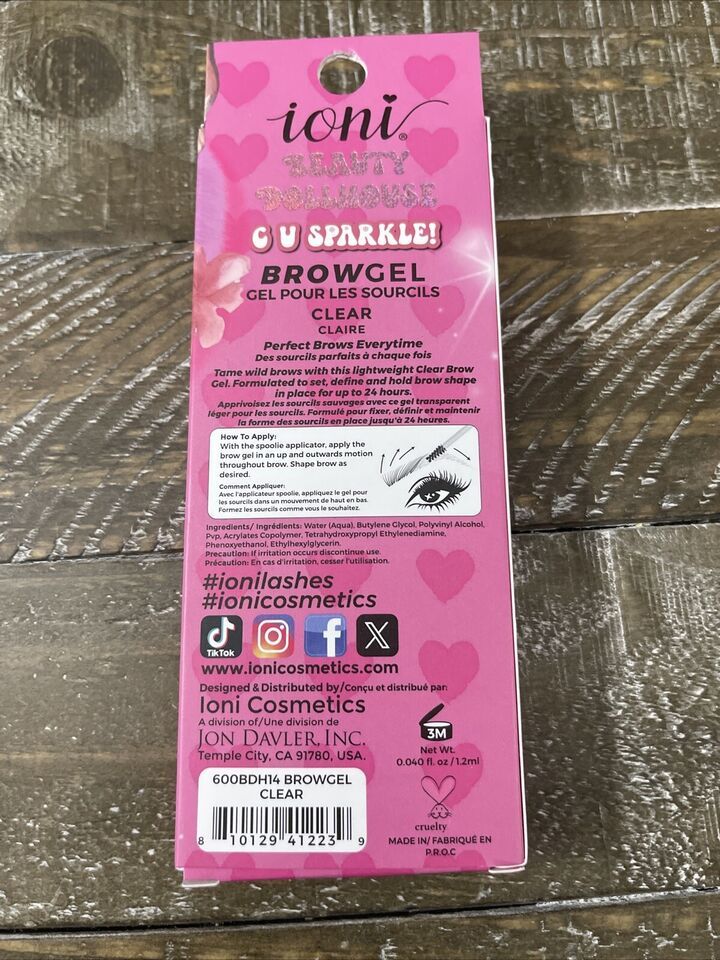 ioni®
BEAUTY
DOLLHOUSE
C U SPARKLE!
BROWGEL
GEL POUR LES SOURCILS
CLEAR
CLAIRE
Perfect Brows Everytime
Des sourcils parfaits à chaque fois
Tame wild brows with this lightweight Clear Brow
Gel. Formulated to set, define and hold brow shape
in place for up to 24 hours.
Apprivoisez les sourcils sauvages avec ce gel transparent
léger pour les sourcils. Formulé pour fixer, définir et maintenir
la forme des sourcils en place jusqu'à 24 heures.
How To Apply:
With the spoolie applicator, apply the
brow gel in an up and outwards motion
throughout brow. Shape brow as
desired.
Comment Appliquer:
Avec l'applicateur spoolie, appliquez le gel pour
les sourcils dans un mouvement de haut en bas.
Formez les sourcils comme vous le souhaitez.
Ingredients/ Ingrédients: Water (Aqua), Butylene Glycol, Polyvinyl Alcohol,
Pvp, Acrylates Copolymer, Tetrahydroxypropyl Ethylenediamine,
Phenoxyethanol, Ethylhexylglycerin.
Precaution: If irritation occurs discontinue use.
Précaution: En cas d'irritation, cesser l'utilisation.
#ionilashes
#ionicosmetics
TikTok
www.ionicosmetics.com
Designed & Distributed by/Conçu et distribué par:
Ioni Cosmetics
A division of/Une division de
JON DAVLER, INC.
Temple City, CA 91780, USA.
3M
Net Wt.
0.040 fl. oz / 1.2ml
600BDH14 BROWGEL
CLEAR
8 10129 41223 9
cruelty
MADE IN/ FABRIQUÉ EN
P.R.O.C